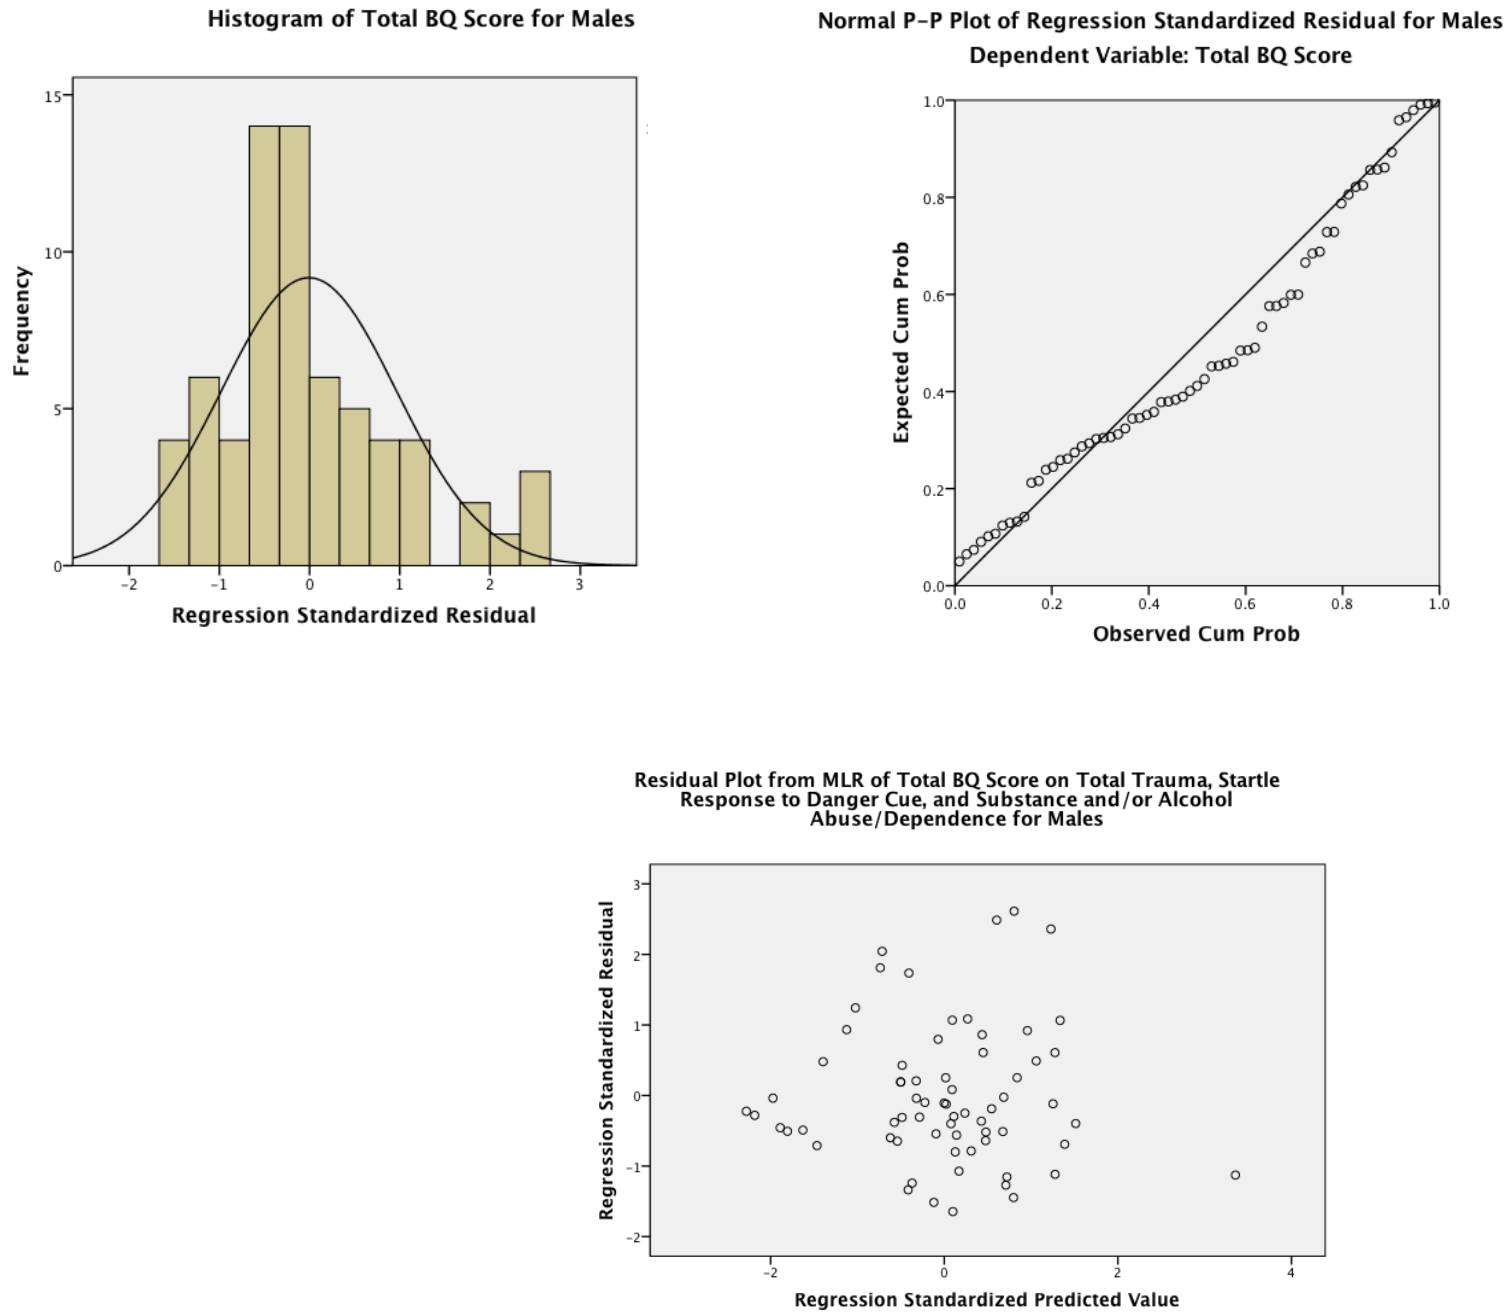 Histogram of Total BQ Score for Males
15
10
5
0
Frequency
-2 -1 0 1 2 3
Regression Standardized Residual
Normal P-P Plot of Regression Standardized Residual for Males
Dependent Variable: Total BQ Score
1.0
0.8
0.6
0.4
0.2
0.0
Expected Cum Prob
0.0 0.2 0.4 0.6 0.8 1.0
Observed Cum Prob
Residual Plot from MLR of Total BQ Score on Total Trauma, Startle
Response to Danger Cue, and Substance and/or Alcohol
Abuse/Dependence for Males
3
2
1
0
-1
-2
Regression Standardized Residual
-2 0 2 4
Regression Standardized Predicted Value